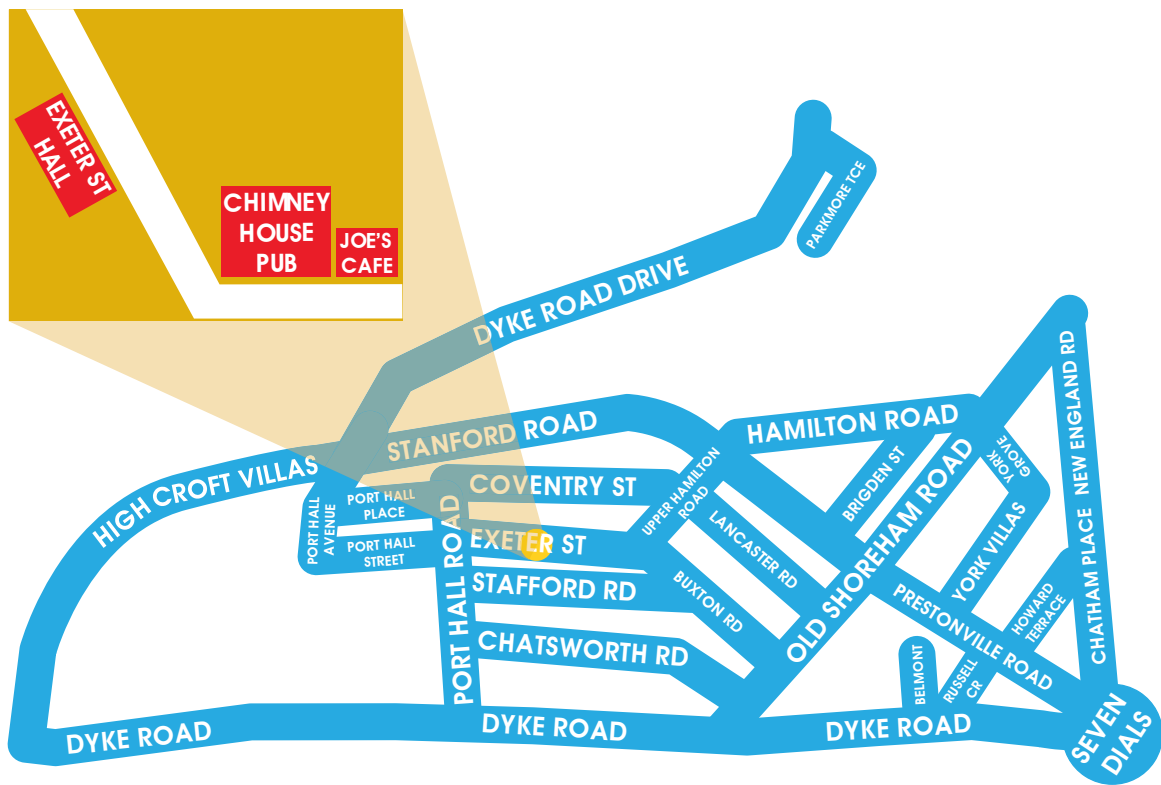 EXETER ST
HALL
CHIMNEY
HOUSE
PUB
JOE'S
CAFE
PARKMORE TCE
DYKE ROAD DRIVE
STANFORD ROAD
HAMILTON ROAD
NEW ENGLAND RD
HIGH CROFT VILLAS
COVENTRY ST
UPPER HAMILTON
ROAD
BRIGDEN ST
YORK
GROVE
PORT HALL
PLACE
PORT HALL
AVENUE
PORT HALL
STREET
PORT HALL ROAD
EXETER ST
LANCASTER RD
OLD SHOREHAM ROAD
YORK VILLAS
STAFFORD RD
BUXTON RD
PRESTONVILLE ROAD
HOWARD
TERRACE
CHATHAM PLACE
CHATSWORTH RD
BELMONT
RUSSELL
CR
DYKE ROAD
DYKE ROAD
DYKE ROAD
SEVEN
DIALS